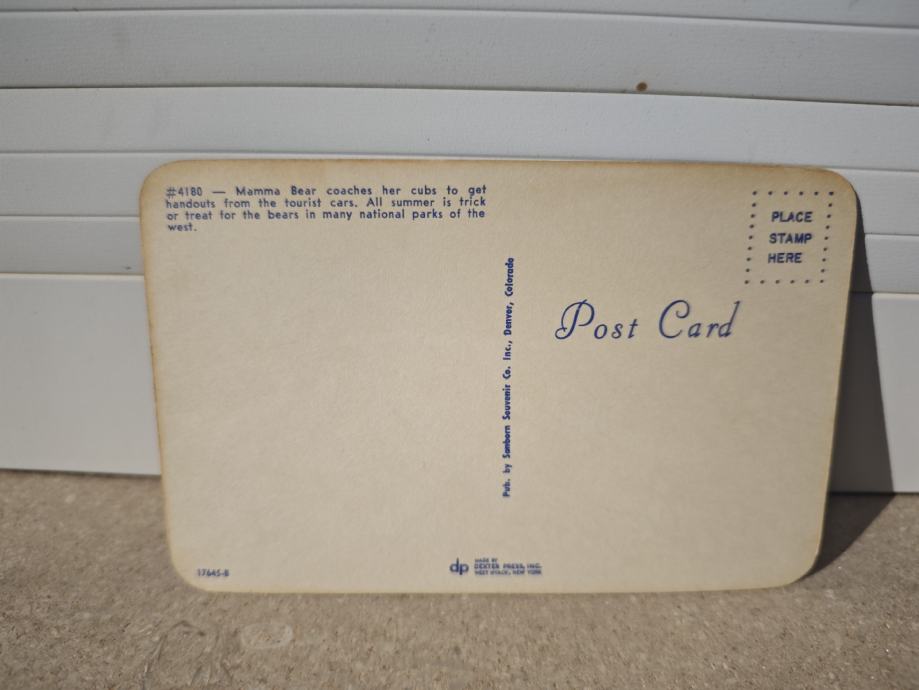 #4180 — Mamma Bear coaches her cubs to get
handouts from the tourist cars. All summer is trick
or treat for the bears in many national parks of the
west.
PLACE
STAMP
HERE
Post Card
Pub. by Sanborn Souvenir Co. Inc., Denver, Colorado
17645-B
dp
MADE BY
DEXTER PRESS, INC.
WEST NYACK, NEW YORK